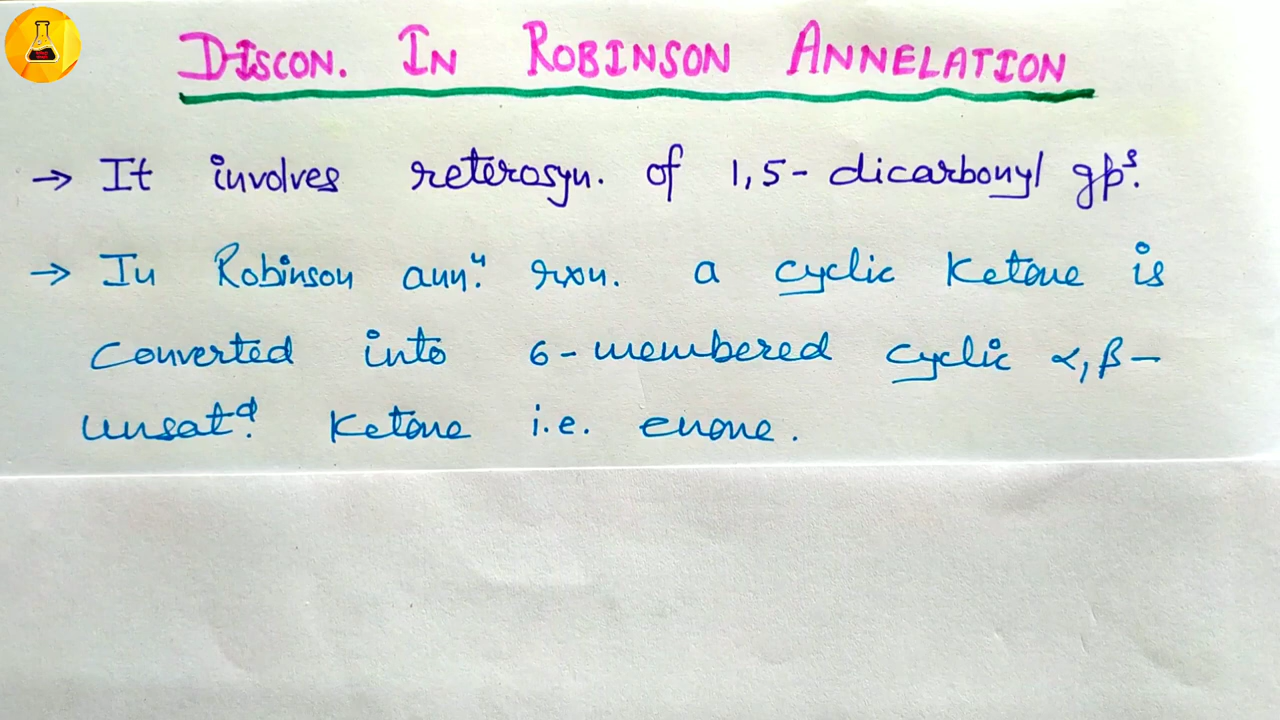 DISCON. IN ROBINSON ANNELATION
→ It involves reterosyn. of 1,5- dicarbonyl gps.
→ In Robinson annn. rxn. a cyclic Ketone is
converted into 6-membered cyclic α,β-
unsatd. Ketone i.e. enone.